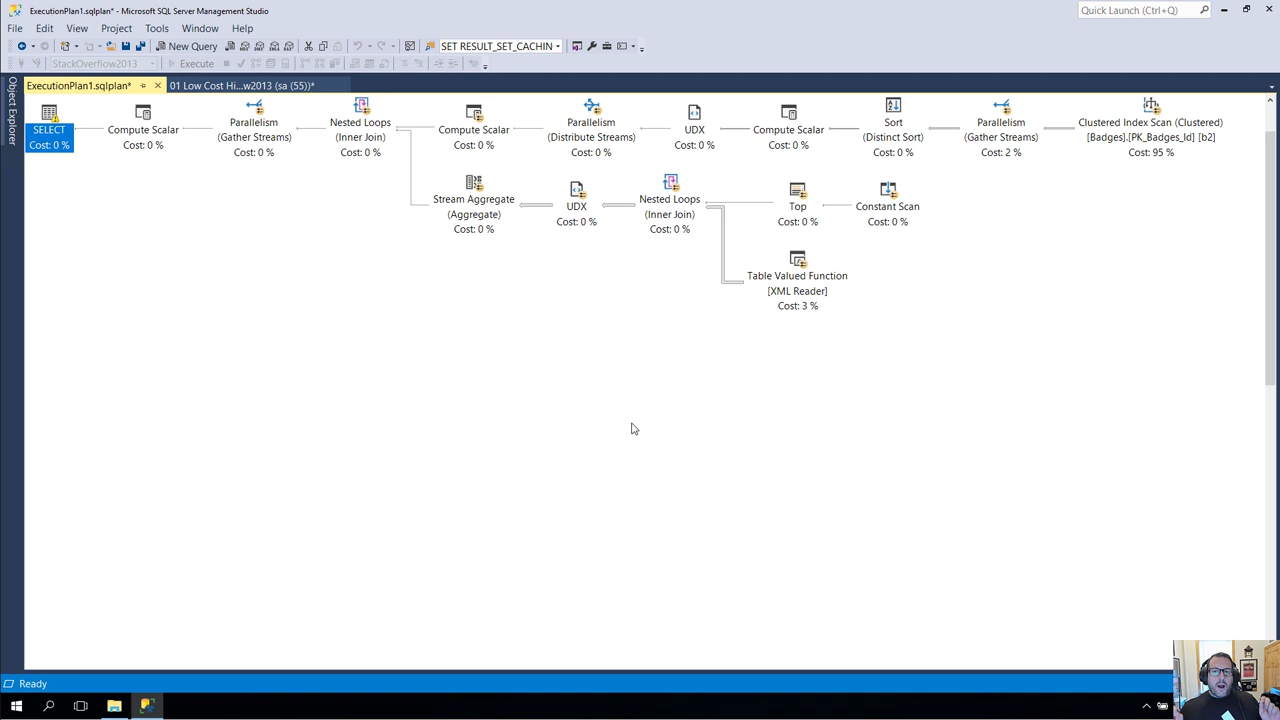 ExecutionPlan1.sqlplan* - Microsoft SQL Server Management Studio
Quick Launch (Ctrl+Q)
File Edit View Project Tools Window Help
New Query
SET RESULT_SET_CACHIN
StackOverflow2013
Execute
ExecutionPlan1.sqlplan*
01 Low Cost Hi...w2013 (sa (55))*
Object Explorer
SELECT
Cost: 0 %
Compute Scalar
Cost: 0 %
Parallelism
(Gather Streams)
Cost: 0 %
Nested Loops
(Inner Join)
Cost: 0 %
Compute Scalar
Cost: 0 %
Parallelism
(Distribute Streams)
Cost: 0 %
UDX
Cost: 0 %
Compute Scalar
Cost: 0 %
Sort
(Distinct Sort)
Cost: 0 %
Parallelism
(Gather Streams)
Cost: 2 %
Clustered Index Scan (Clustered)
[Badges].[PK_Badges_Id] [b2]
Cost: 95 %
Stream Aggregate
(Aggregate)
Cost: 0 %
UDX
Cost: 0 %
Nested Loops
(Inner Join)
Cost: 0 %
Top
Cost: 0 %
Constant Scan
Cost: 0 %
Table Valued Function
[XML Reader]
Cost: 3 %
Ready